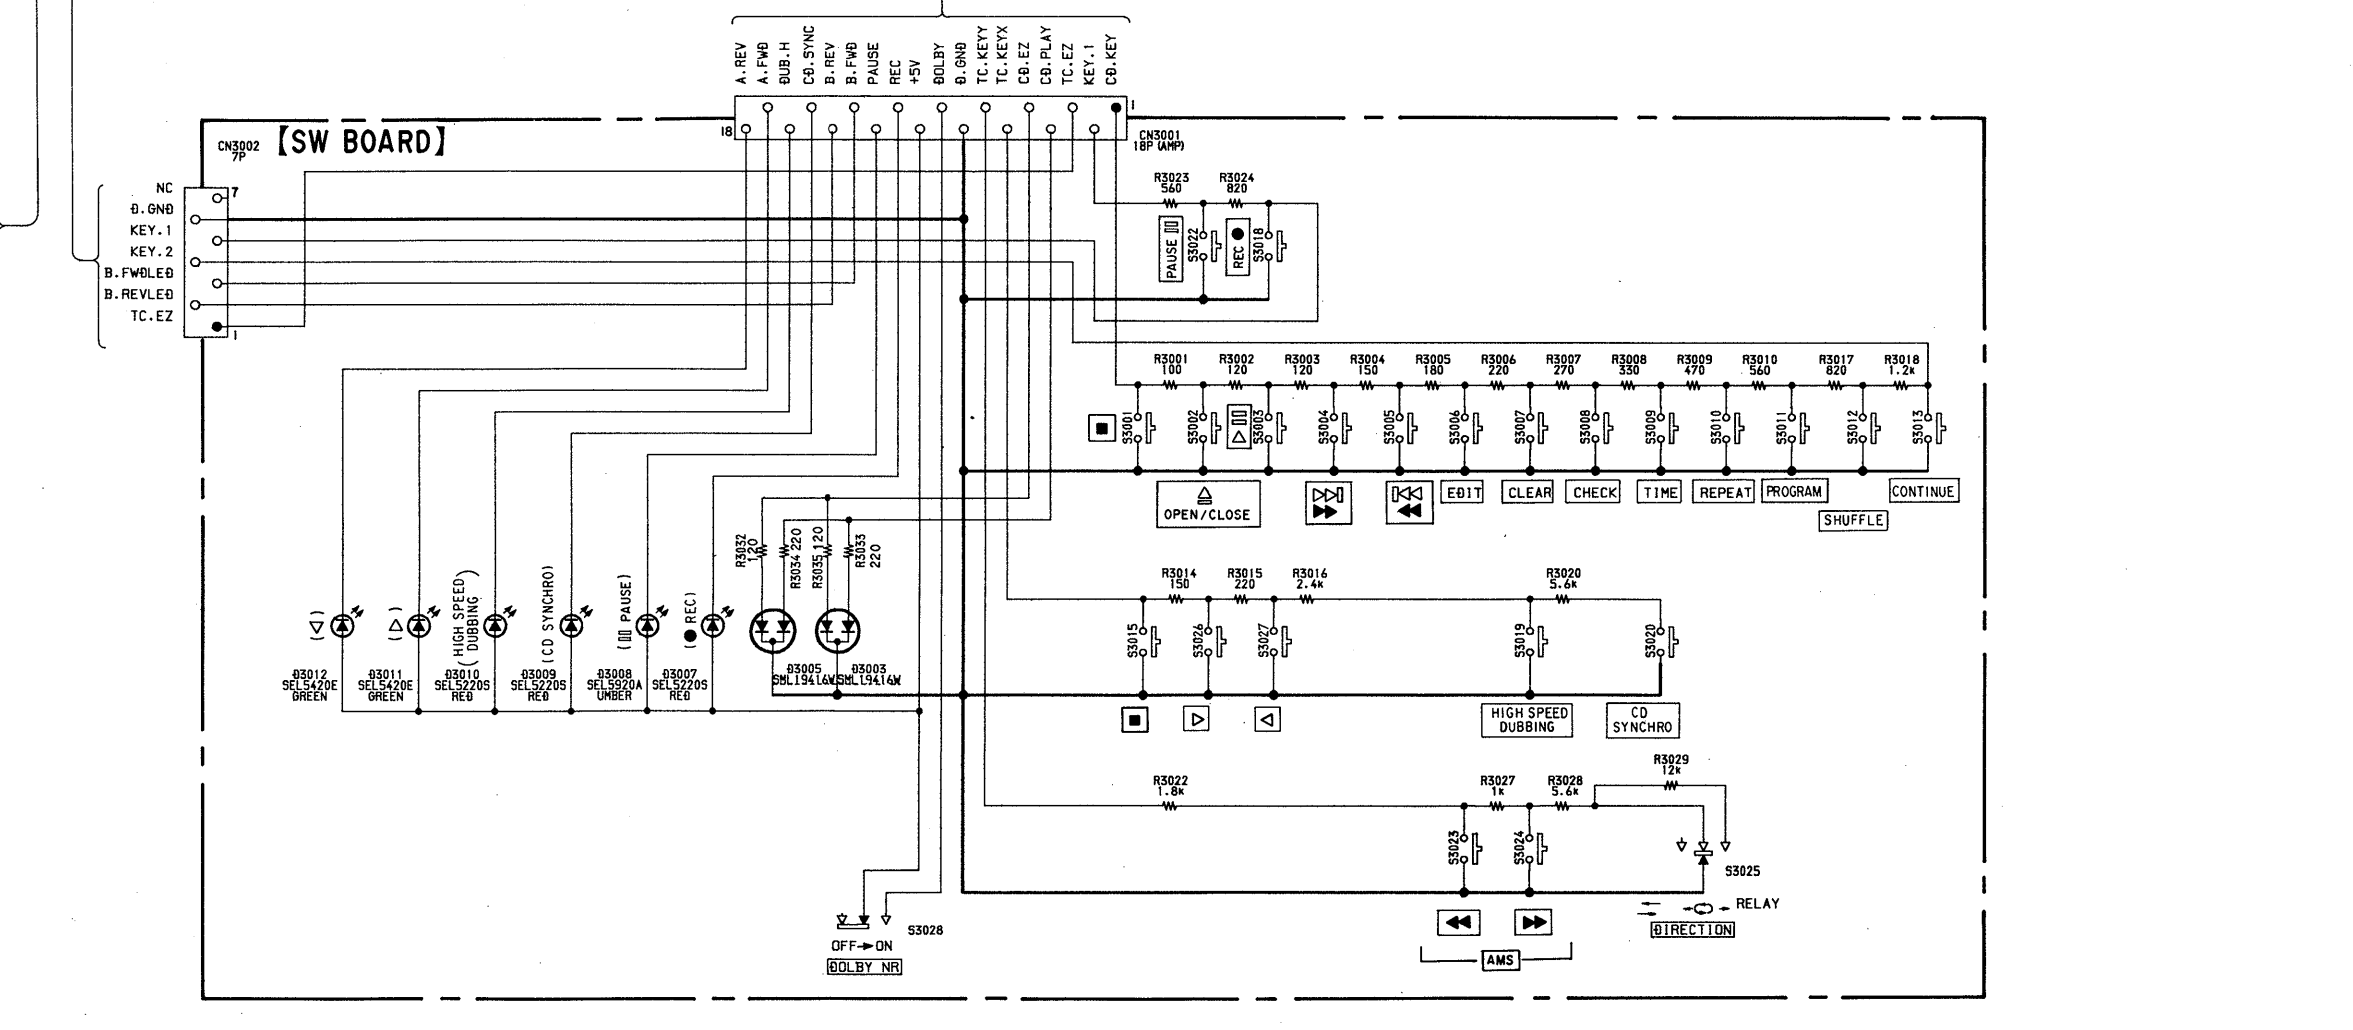 A.REV
A.FWD
DUB.H
CD.SYNC
B.REV
B.FWD
PAUSE
REC
+5V
DOLBY
D.GND
TC.KEYY
TC.KEYX
CD.EZ
CD.PLAY
TC.EZ
KEY.1
CD.KEY
18
1
CN3001
18P (AMP)
【SW BOARD】
CN3002
7P
NC
7
D.GND
KEY.1
KEY.2
B.FWDLED
B.REVLED
TC.EZ
1
R3023
560
R3024
820
PAUSE
S3022
REC
S3018
R3001
100
R3002
120
R3003
120
R3004
150
R3005
180
R3006
220
R3007
270
R3008
330
R3009
470
R3010
560
R3017
820
R3018
1.2K
S3001
S3002
S3003
S3004
S3005
S3006
S3007
S3008
S3009
S3010
S3011
S3012
S3013
OPEN/CLOSE
EDIT
CLEAR
CHECK
TIME
REPEAT
PROGRAM
SHUFFLE
CONTINUE
R3032
120
R3034 220
R3035 120
R3033
220
(HIGH SPEED DUBBING)
(CD SYNCHRO)
(PAUSE)
(● REC)
D3012
SEL5420E
GREEN
D3011
SEL5420E
GREEN
D3010
SEL5220S
RED
D3009
SEL5220S
RED
D3008
SEL5920A
UMBER
D3007
SEL5220S
RED
D3005
SML19416W
D3003
SML19416W
R3014
150
R3015
220
R3016
2.4K
R3020
5.6K
S3015
S3026
S3027
S3019
S3020
HIGH SPEED
DUBBING
CD
SYNCHRO
R3022
1.8K
R3027
1K
R3028
5.6K
R3029
12K
S3023
S3024
S3025
RELAY
DIRECTION
AMS
S3028
OFF→ON
DOLBY NR